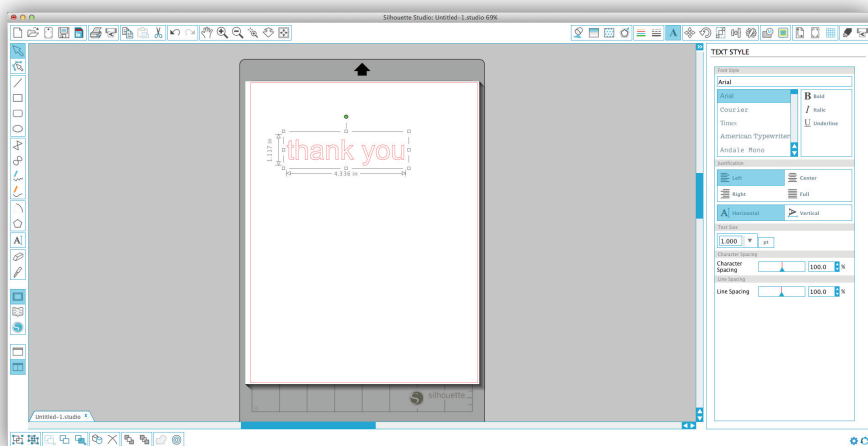 Silhouette Studio: Untitled-1.studio 69%
TEXT STYLE
Font Style
Arial
Arial
Courier
Times
American Typewriter
Andale Mono
B Bold
I Italic
U Underline
Justification
Left
Center
Right
Full
A Horizontal
A Vertical
Text Size
1.000
pt
Character Spacing
Character
Spacing
100.0 %
Line Spacing
Line Spacing
100.0 %
1.117 in
thank you
4.336 in
silhouette
Untitled-1.studio x